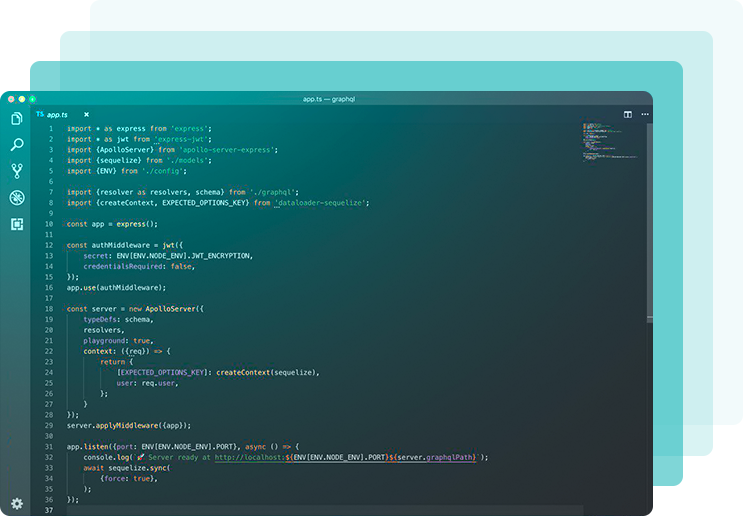 app.ts — graphql
TS app.ts ×
1 import * as express from 'express';
2 import * as jwt from 'express-jwt';
3 import {ApolloServer} from 'apollo-server-express';
4 import {sequelize} from './models';
5 import {ENV} from './config';
6
7 import {resolver as resolvers, schema} from './graphql';
8 import {createContext, EXPECTED_OPTIONS_KEY} from 'dataloader-sequelize';
9
10 const app = express();
11
12 const authMiddleware = jwt({
13 secret: ENV[ENV.NODE_ENV].JWT_ENCRYPTION,
14 credentialsRequired: false,
15 });
16 app.use(authMiddleware);
17
18 const server = new ApolloServer({
19 typeDefs: schema,
20 resolvers,
21 playground: true,
22 context: ({req}) => {
23 return {
24 [EXPECTED_OPTIONS_KEY]: createContext(sequelize),
25 user: req.user,
26 };
27 }
28 });
29 server.applyMiddleware({app});
30
31 app.listen({port: ENV[ENV.NODE_ENV].PORT}, async () => {
32 console.log(`🚀 Server ready at http://localhost:${ENV[ENV.NODE_ENV].PORT}${server.graphqlPath}`);
33 await sequelize.sync(
34 {force: true},
35 );
36 });
37